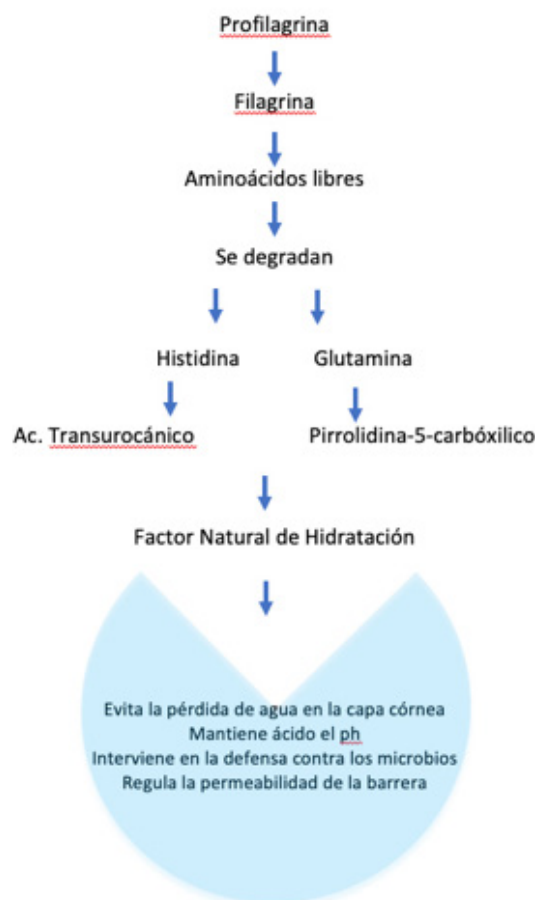 Profilagrina
Filagrina
Aminoácidos libres
Se degradan
Histidina
Glutamina
Ac. Transurocánico
Pirrolidina-5-carbóxilico
Factor Natural de Hidratación
Evita la pérdida de agua en la capa córnea
Mantiene ácido el ph
Interviene en la defensa contra los microbios
Regula la permeabilidad de la barrera